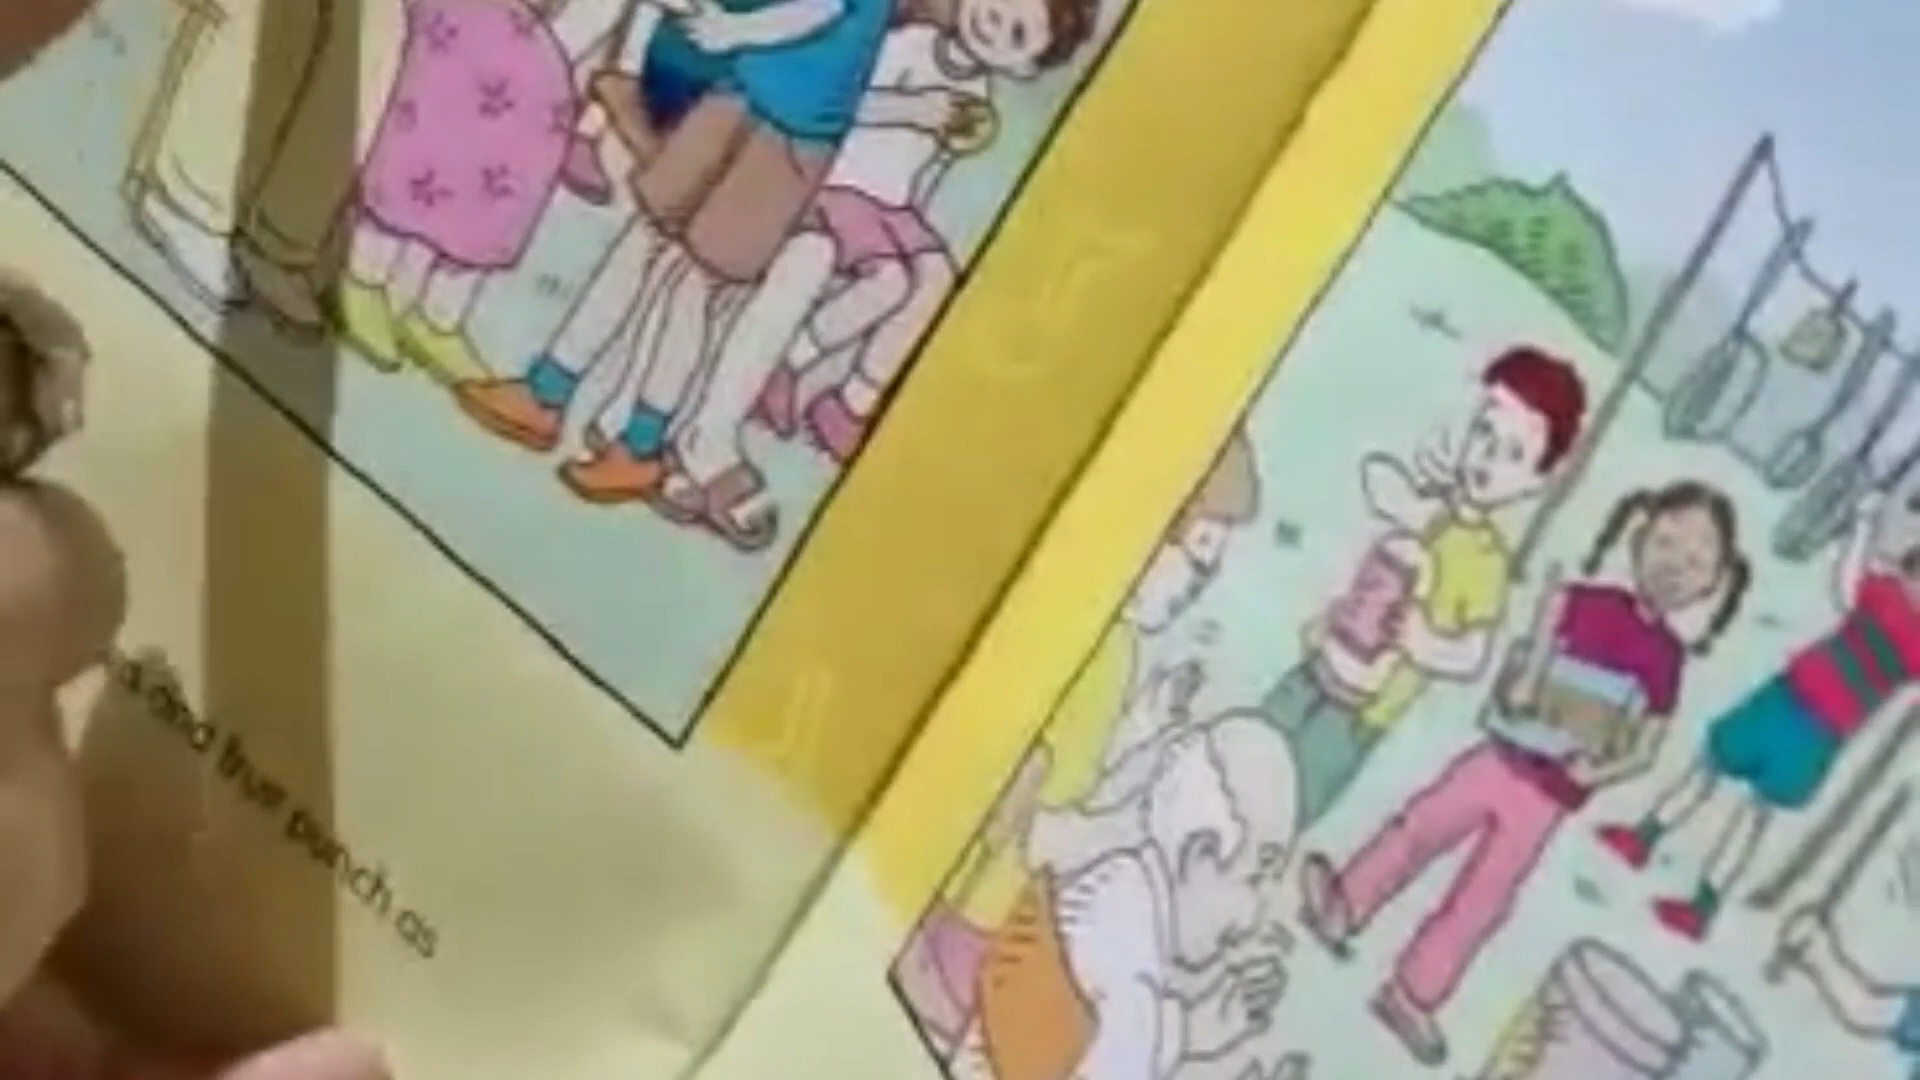 and fruit punch as